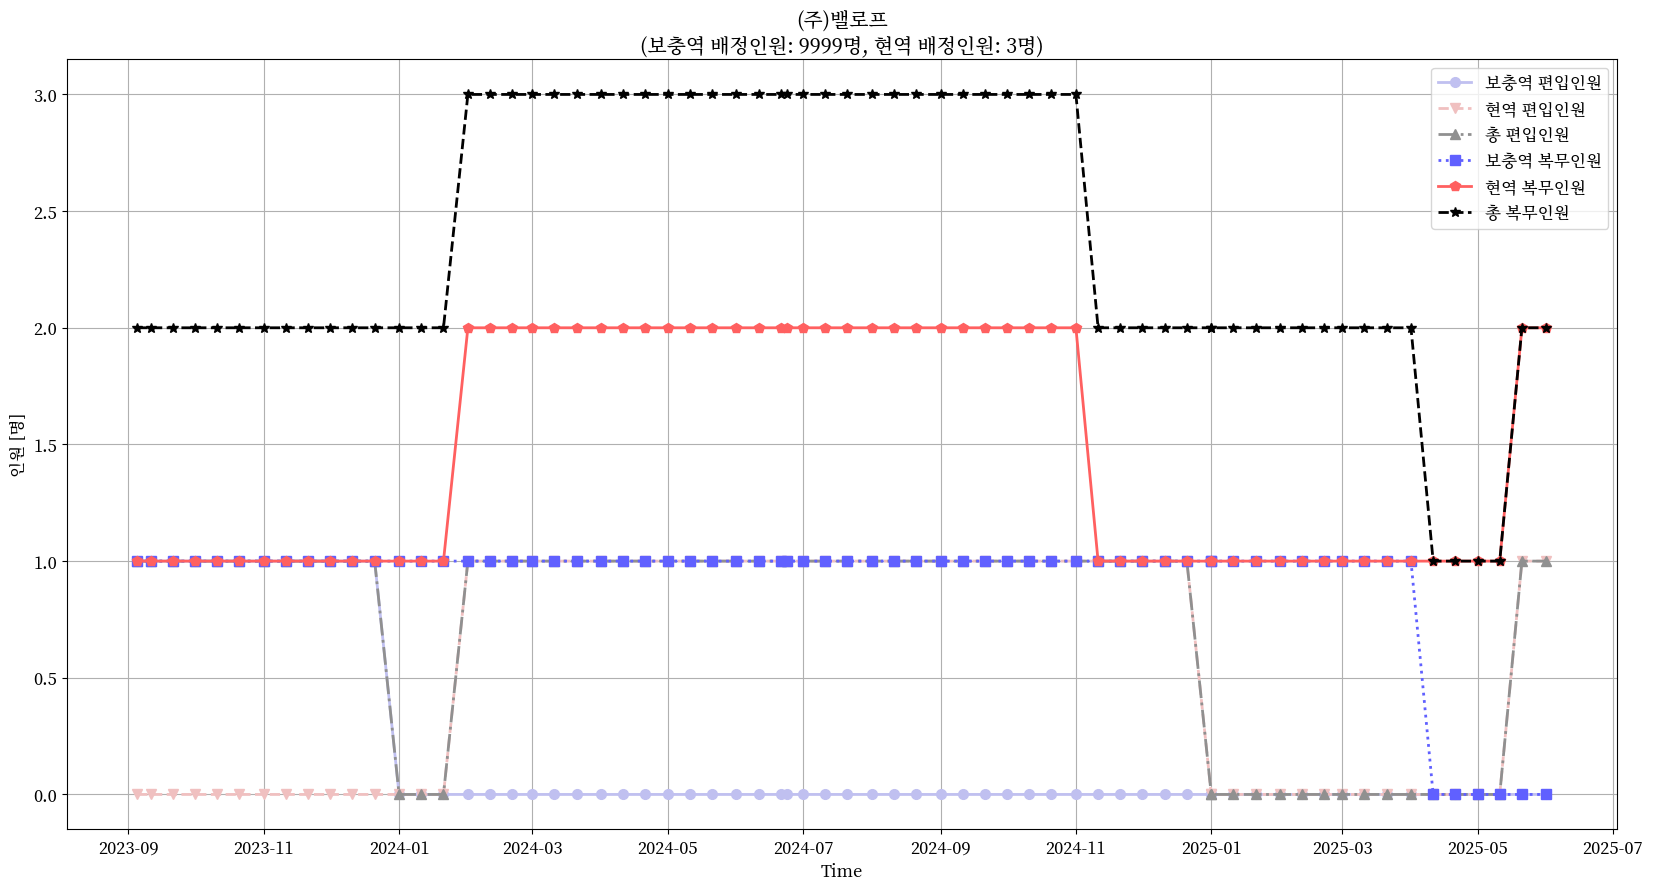 (주)밸로프
(보충역 배정인원: 9999명, 현역 배정인원: 3명)
보충역 편입인원
현역 편입인원
총 편입인원
보충역 복무인원
현역 복무인원
총 복무인원
인원 [명]
3.0
2.5
2.0
1.5
1.0
0.5
0.0
2023-09 2023-11 2024-01 2024-03 2024-05 2024-07 2024-09 2024-11 2025-01 2025-03 2025-05 2025-07
Time